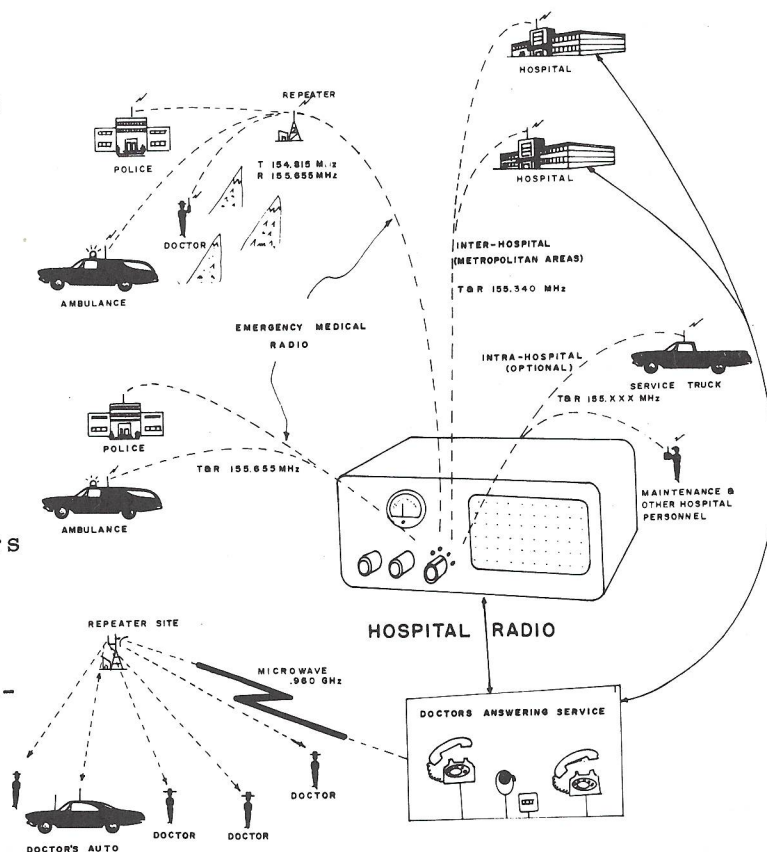 REPEATER
HOSPITAL
T 154.815 MHz
R 155.655 MHz
POLICE
HOSPITAL
DOCTOR
INTER-HOSPITAL
(METROPOLITAN AREAS)
T&R 155.340 MHz
AMBULANCE
EMERGENCY MEDICAL
RADIO
INTRA-HOSPITAL
(OPTIONAL)
SERVICE TRUCK
T&R 155.XXX MHz
POLICE
T&R 155.655MHz
MAINTENANCE &
OTHER HOSPITAL
PERSONNEL
AMBULANCE
HOSPITAL RADIO
REPEATER SITE
MICROWAVE
.960 GHz
DOCTORS ANSWERING SERVICE
DOCTOR
DOCTOR
DOCTOR
DOCTOR'S AUTO